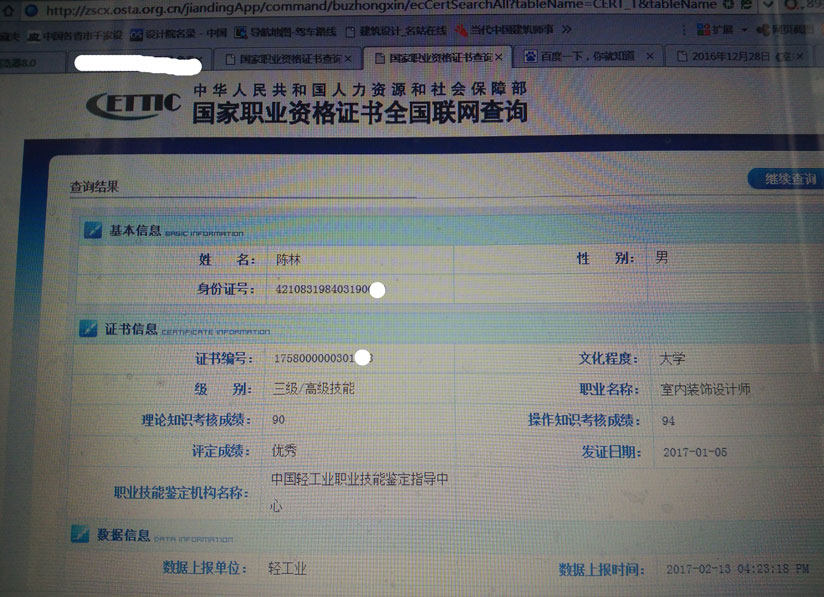 http://zscx.osta.org.cn/jiandingApp/command/buzhongxin/ecCertSearchAll?tableName=CERT_T&tableName
导航地图-驾车路线 建筑设计_名站在线 当代中国建筑师事 »
设计院名录 - 中国
扩展
国家职业资格证书查询 × 国家职业资格证书查询 × 百度一下，你就知道 × 2016年12月28日
ETTIC
中华人民共和国人力资源和社会保障部
国家职业资格证书全国联网查询
查询结果 继续查询
基本信息 BASIC INFORMATION
姓 名： 陈林 性 别： 男
身份证号： 421083198403190
证书信息 CERTIFICATE INFORMATION
证书编号： 1758000000301 3 文化程度： 大学
级 别： 三级/高级技能 职业名称： 室内装饰设计师
理论知识考核成绩： 90 操作知识考核成绩： 94
评定成绩： 优秀 发证日期： 2017-01-05
职业技能鉴定机构名称： 中国轻工业职业技能鉴定指导中
心
数据信息 DATA INFORMATION
数据上报单位： 轻工业 数据上报时间： 2017-02-13 04:23:18 PM